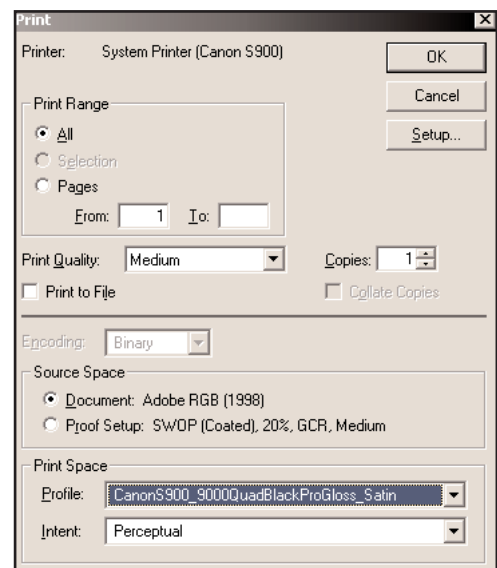 Print
Printer: System Printer (Canon S900)
OK
Cancel
Setup...
Print Range
All
Selection
Pages
From: 1 To:
Print Quality: Medium
Copies: 1
Print to File
Collate Copies
Encoding: Binary
Source Space
Document: Adobe RGB (1998)
Proof Setup: SWOP (Coated), 20%, GCR, Medium
Print Space
Profile: CanonS900_9000QuadBlackProGloss_Satin
Intent: Perceptual